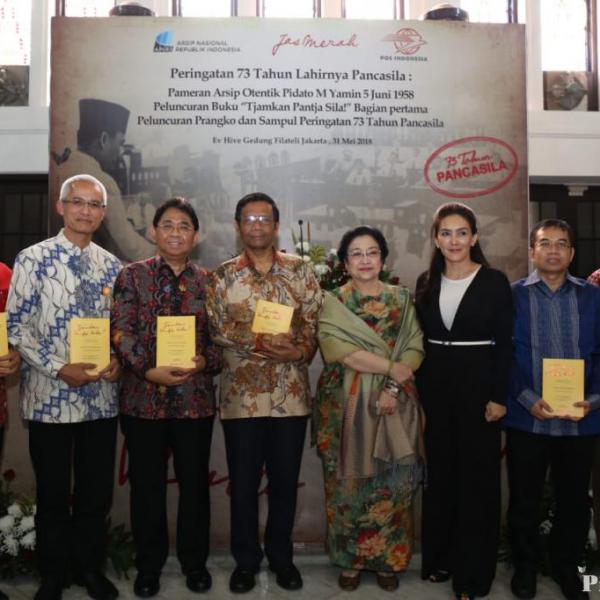 ARSIP NASIONAL
REPUBLIK INDONESIA
Jas Merah
POS INDONESIA
Peringatan 73 Tahun Lahirnya Pancasila :
Pameran Arsip Otentik Pidato M Yamin 5 Juni 1958
Peluncuran Buku "Tjamkan Pantja Sila!" Bagian pertama
Peluncuran Prangko dan Sampul Peringatan 73 Tahun Pancasila
Ev Hive Gedung Filateli Jakarta , 31 Mei 2018
73 Tahun
PANCASILA